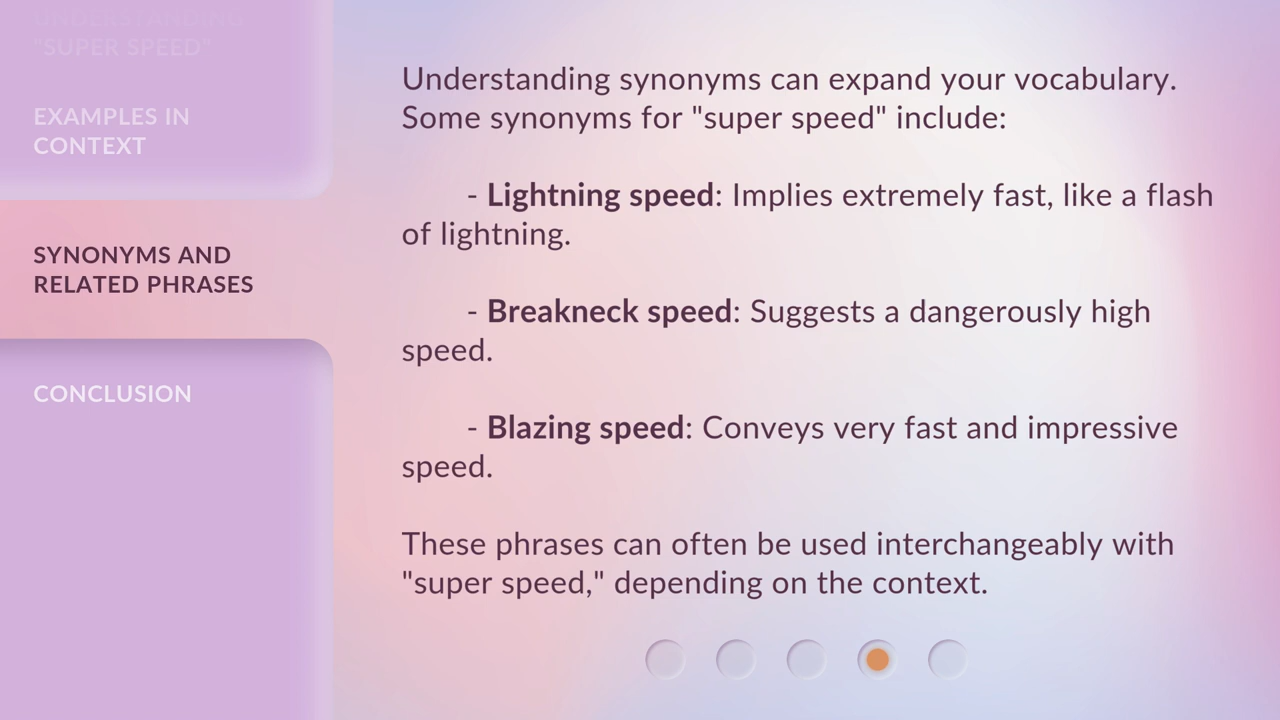 UNDERSTANDING
"SUPER SPEED"
EXAMPLES IN
CONTEXT
SYNONYMS AND
RELATED PHRASES
CONCLUSION
Understanding synonyms can expand your vocabulary.
Some synonyms for "super speed" include:
- Lightning speed: Implies extremely fast, like a flash
of lightning.
- Breakneck speed: Suggests a dangerously high
speed.
- Blazing speed: Conveys very fast and impressive
speed.
These phrases can often be used interchangeably with
"super speed," depending on the context.